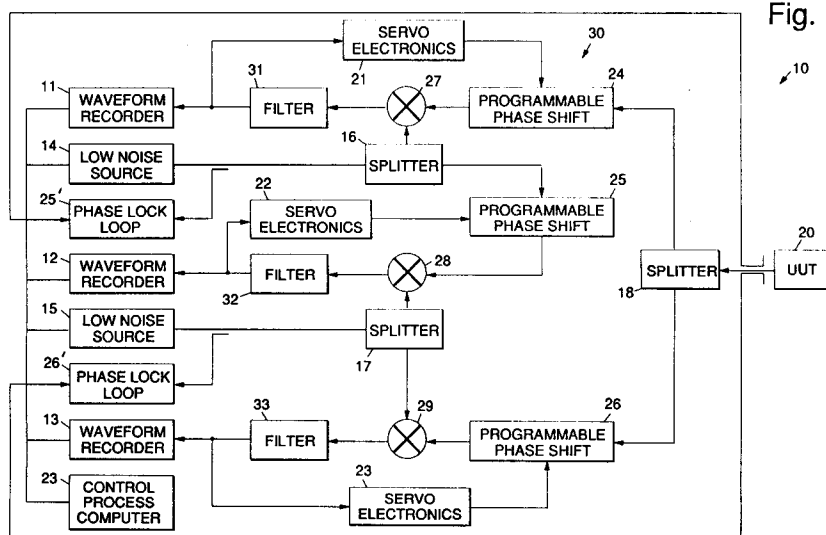 Fig.
SERVO
ELECTRONICS
21
30
10
11
WAVEFORM
RECORDER
31
FILTER
27
PROGRAMMABLE
PHASE SHIFT
24
14
LOW NOISE
SOURCE
16
SPLITTER
25'
PHASE LOCK
LOOP
22
SERVO
ELECTRONICS
PROGRAMMABLE
PHASE SHIFT
25
12
WAVEFORM
RECORDER
FILTER
32
28
SPLITTER
18
20
UUT
15
LOW NOISE
SOURCE
SPLITTER
17
26'
PHASE LOCK
LOOP
13
WAVEFORM
RECORDER
33
FILTER
29
PROGRAMMABLE
PHASE SHIFT
26
23
CONTROL
PROCESS
COMPUTER
23
SERVO
ELECTRONICS